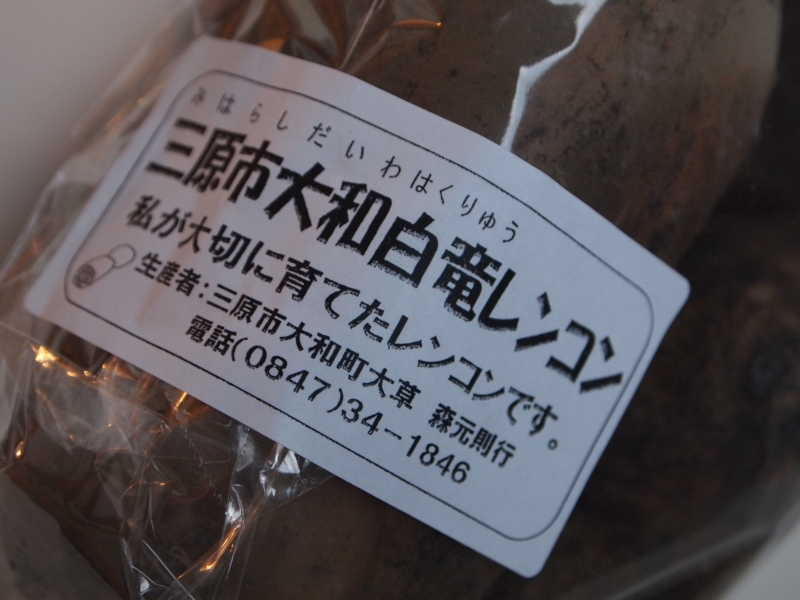 みはらしだいわはくりゅう
三原市大和白竜レンコン
私が大切に育てたレンコンです。
生産者:三原市大和町大草 森元則行
電話(0847)34-1846